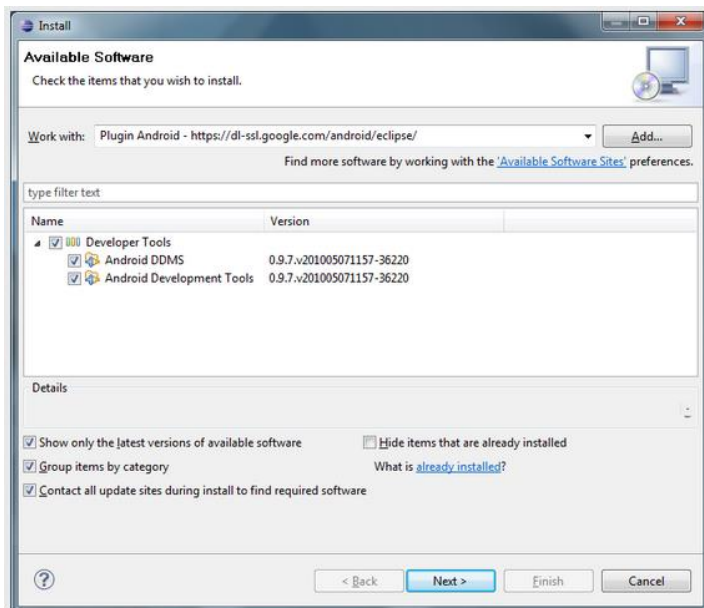 Install
Available Software
Check the items that you wish to install.
Work with: Plugin Android - https://dl-ssl.google.com/android/eclipse/ Add...
Find more software by working with the 'Available Software Sites' preferences.
type filter text
Name Version
Developer Tools
Android DDMS 0.9.7.v201005071157-36220
Android Development Tools 0.9.7.v201005071157-36220
Details
Show only the latest versions of available software Hide items that are already installed
Group items by category What is already installed?
Contact all update sites during install to find required software
? < Back Next > Finish Cancel